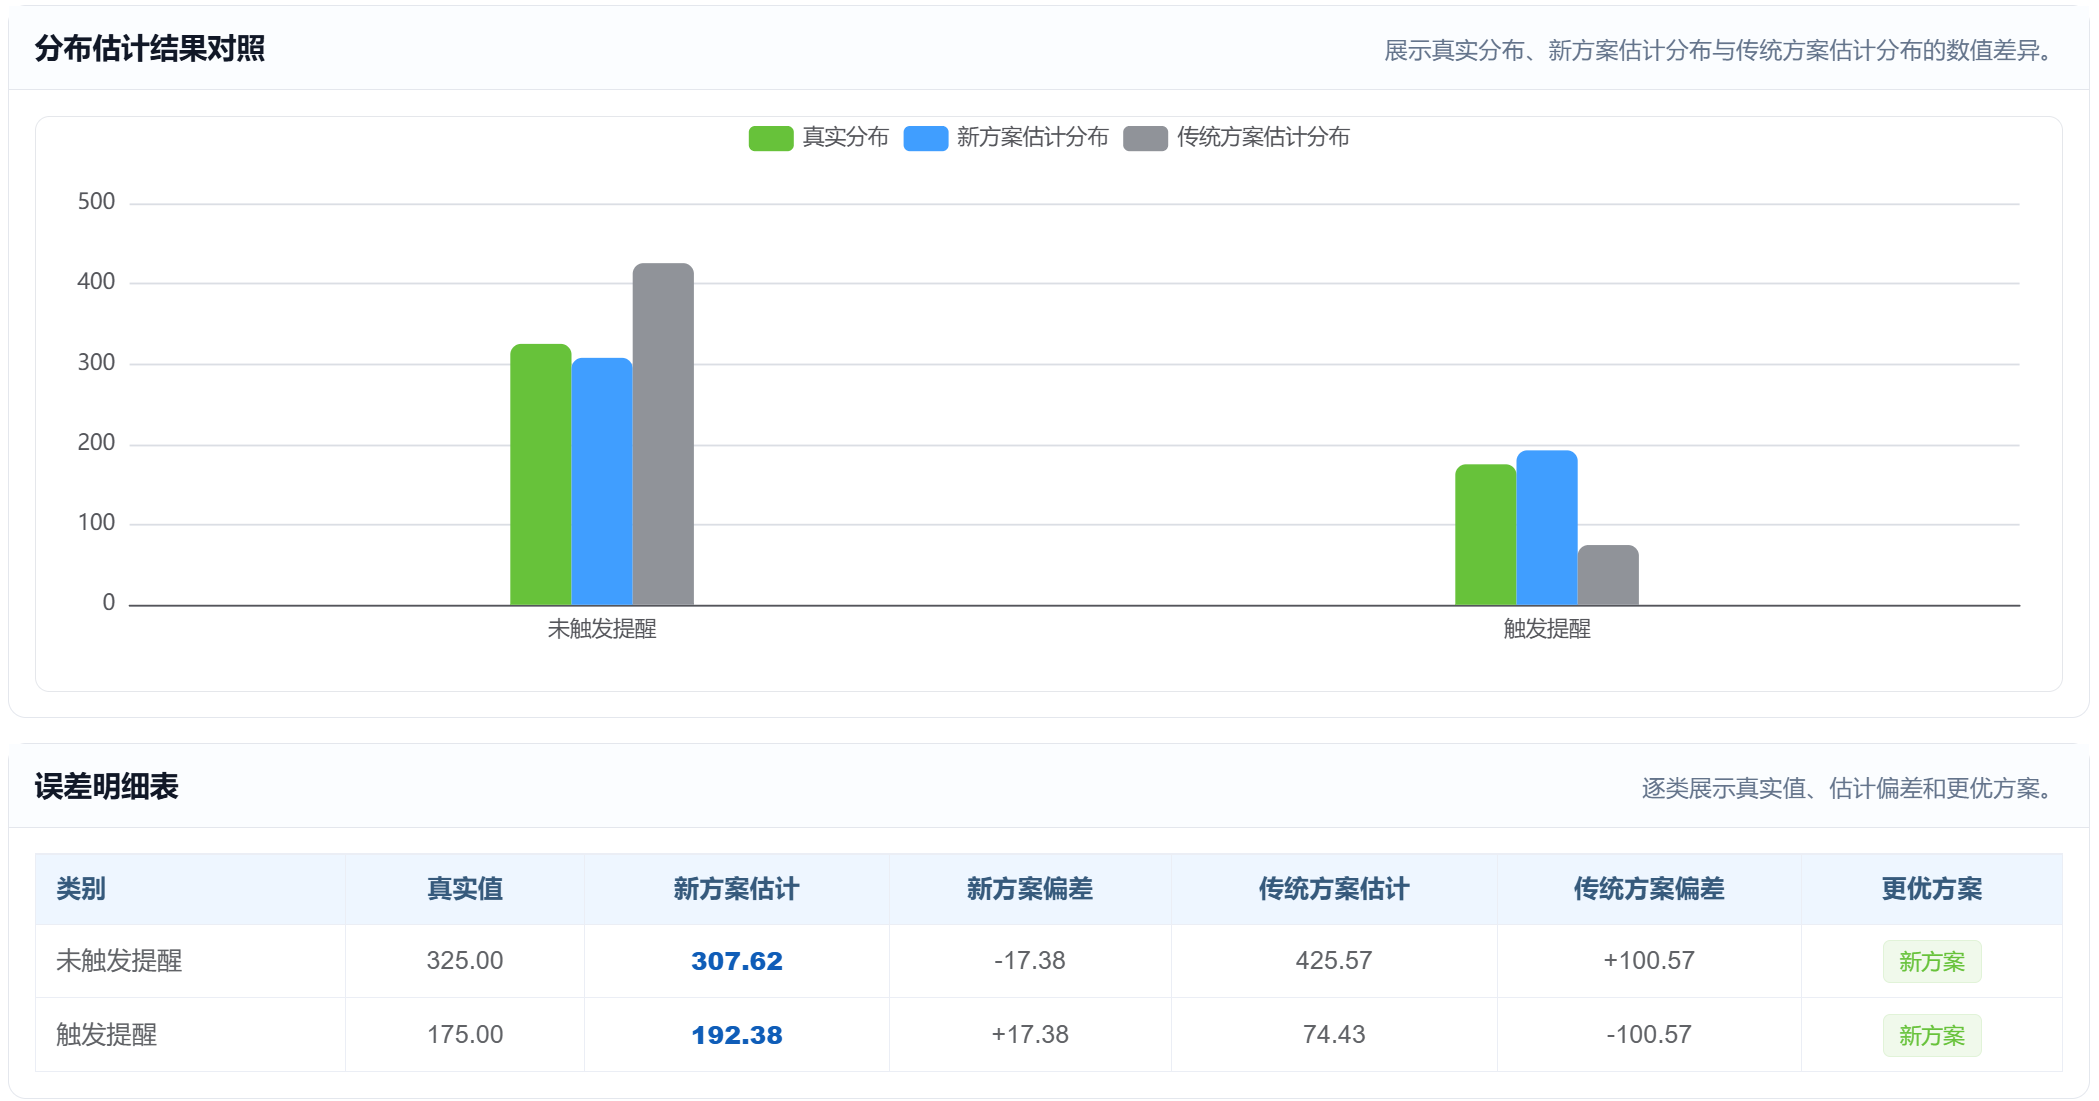 分布估计结果对照
展示真实分布、新方案估计分布与传统方案估计分布的数值差异。
真实分布 新方案估计分布 传统方案估计分布
500
400
300
200
100
0
未触发提醒 触发提醒
误差明细表
逐类展示真实值、估计偏差和更优方案。
类别 真实值 新方案估计 新方案偏差 传统方案估计 传统方案偏差 更优方案
未触发提醒 325.00 307.62 -17.38 425.57 +100.57 新方案
触发提醒 175.00 192.38 +17.38 74.43 -100.57 新方案